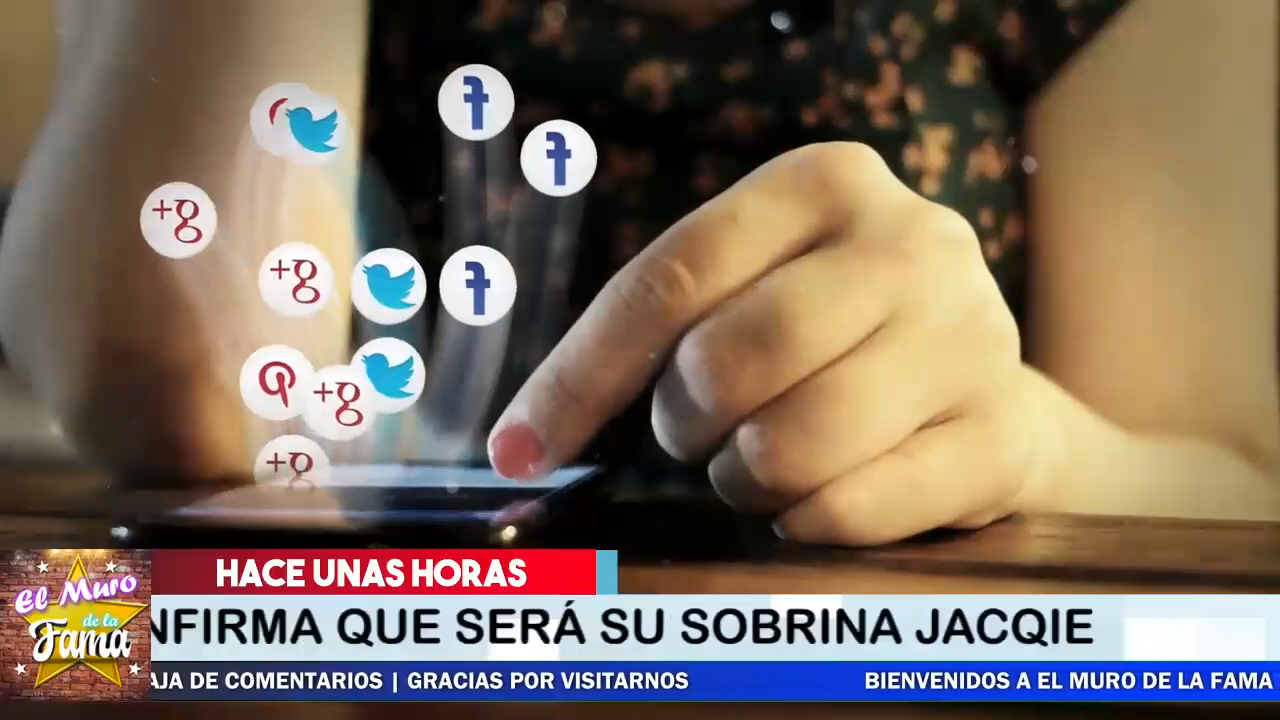 HACE UNAS HORAS
NFIRMA QUE SERÁ SU SOBRINA JACQIE
El Muro
de la
Fama
AJA DE COMENTARIOS | GRACIAS POR VISITARNOS
BIENVENIDOS A EL MURO DE LA FAMA